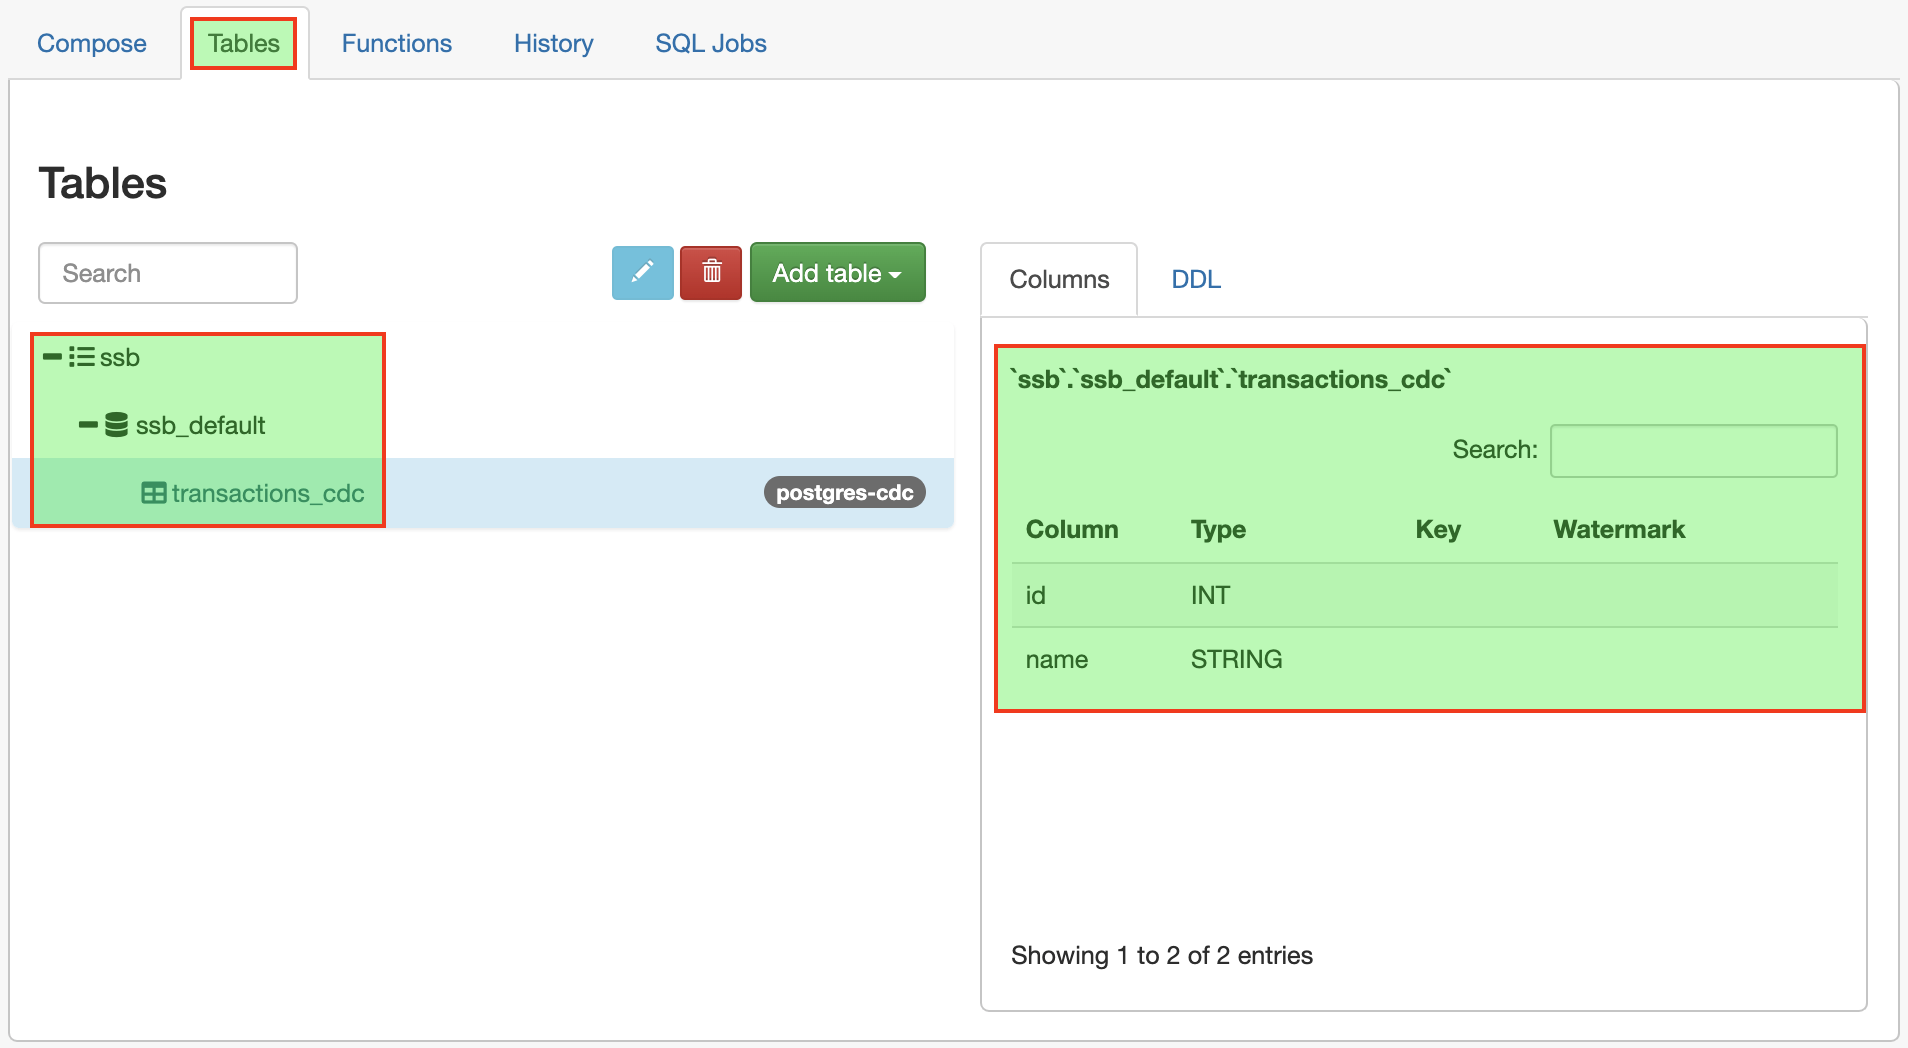 Compose Tables Functions History SQL Jobs
Tables
Search Add table
ssb
ssb_default
transactions_cdc postgres-cdc
Columns DDL
`ssb`.`ssb_default`.`transactions_cdc`
Search:
Column Type Key Watermark
id INT
name STRING
Showing 1 to 2 of 2 entries